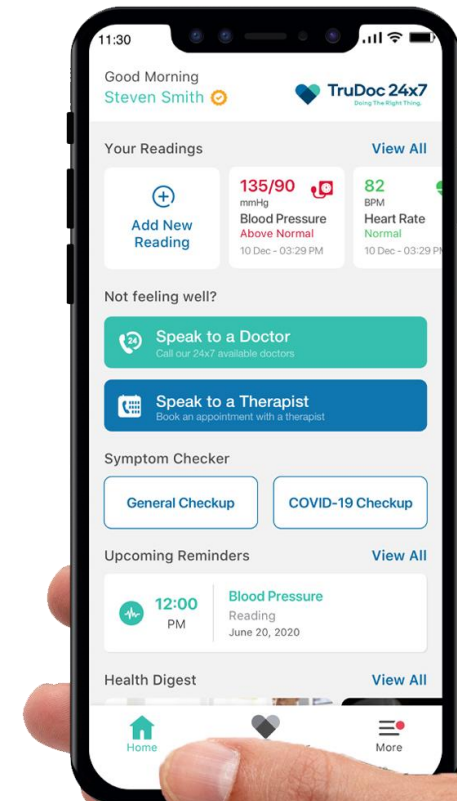 11:30
Good Morning
Steven Smith
TruDoc 24x7
Doing The Right Thing.
Your Readings
View All
Add New
Reading
135/90
mmHg
Blood Pressure
Above Normal
10 Dec - 03:29 PM
82
BPM
Heart Rate
Normal
10 Dec - 03:29
Not feeling well?
24
Speak to a Doctor
Call our 24x7 available doctors
Speak to a Therapist
Book an appointment with a therapist
Symptom Checker
General Checkup
COVID-19 Checkup
Upcoming Reminders
View All
12:00
PM
Blood Pressure
Reading
June 20, 2020
Health Digest
View All
Home
More